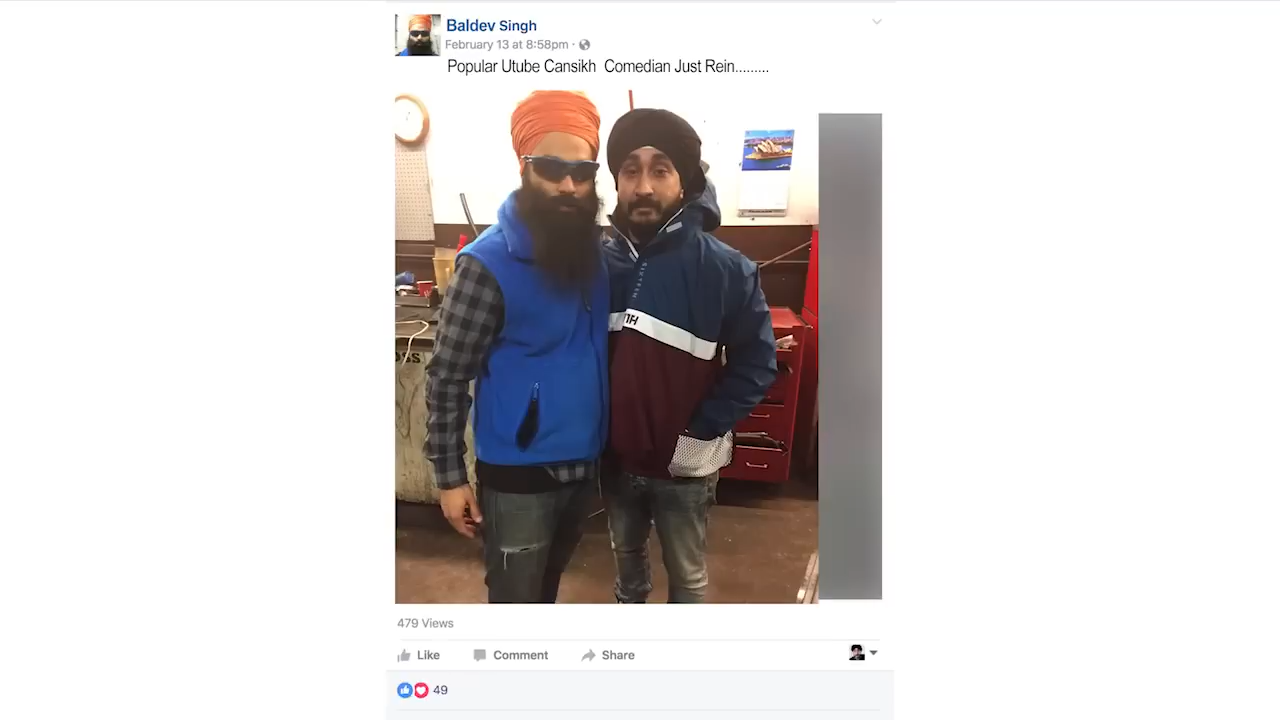 Baldev Singh
February 13 at 8:58pm ·
Popular Utube Cansikh Comedian Just Rein.........
479 Views
Like Comment Share
49